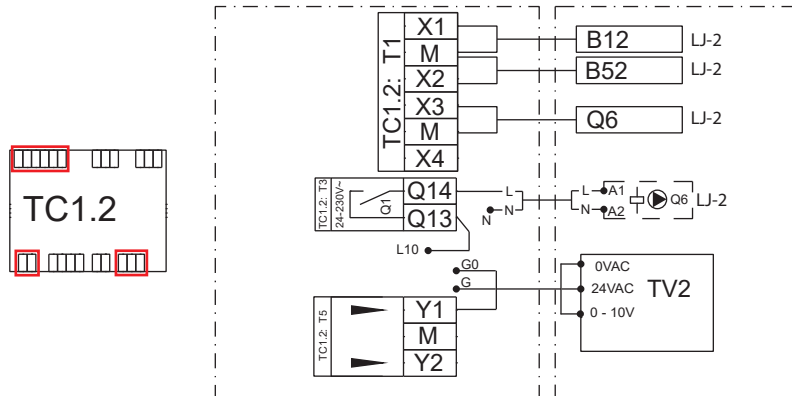 TC1.2
TC1.2: T1
X1
M
X2
X3
M
X4
B12 LJ-2
B52 LJ-2
Q6 LJ-2
TC1.2: T3
24-230V~
Q1
Q14
Q13
L
N
N
L10
L A1
N A2
Q6 LJ-2
G0
G
TC1.2: T5
Y1
M
Y2
0VAC
24VAC
0 - 10V
TV2